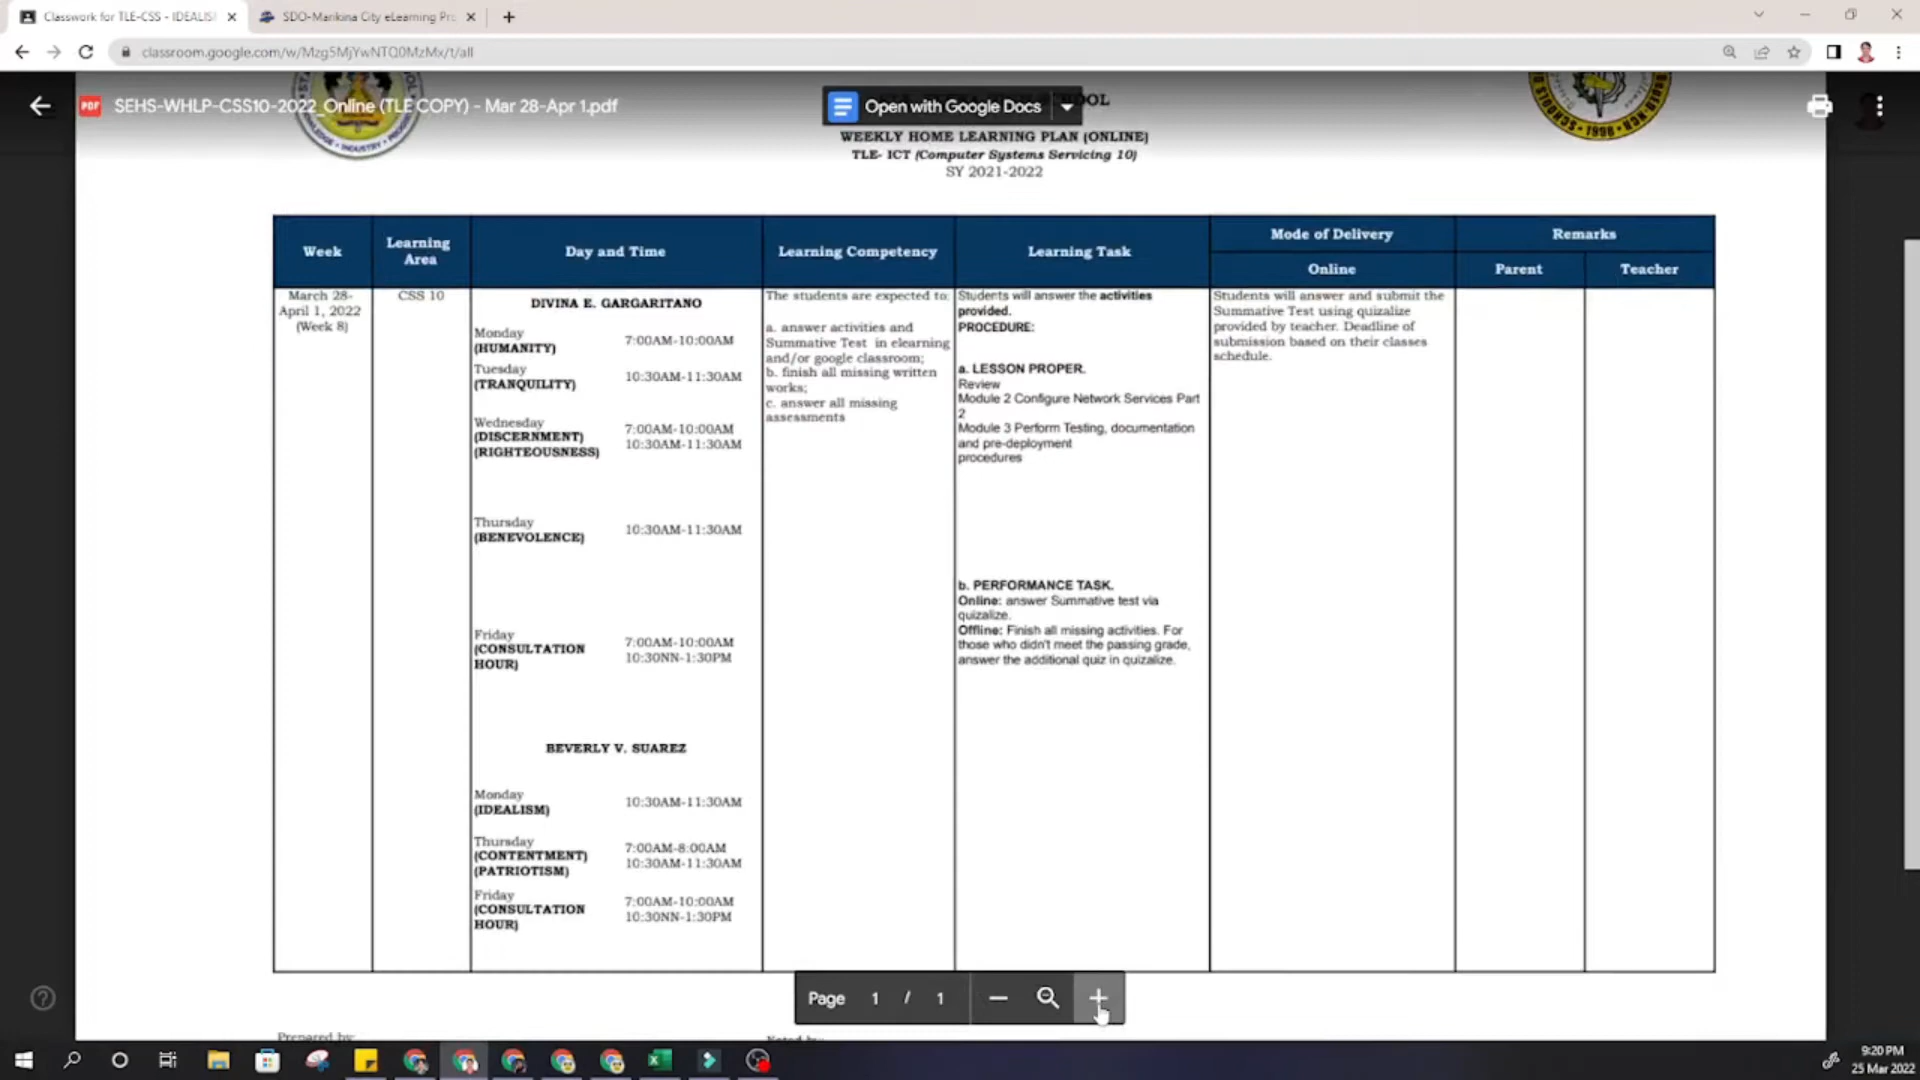 Classwork for TLE-CSS - IDEALISM
SDO-Marikina City eLearning Pro
classroom.google.com/w/Mzg5MjYwNTQ0MzMx/t/all
PDF SEHS-WHLP-CSS10-2022_Online (TLE COPY) - Mar 28-Apr 1.pdf
Open with Google Docs
WEEKLY HOME LEARNING PLAN (ONLINE)
TLE- ICT (Computer Systems Servicing 10)
SY 2021-2022
Week
Learning
Area
Day and Time
Learning Competency
Learning Task
Mode of Delivery
Online
Remarks
Parent
Teacher
March 28-
April 1, 2022
(Week 8)
CSS 10
DIVINA E. GARGARITANO
Monday
(HUMANITY)
7:00AM-10:00AM
Tuesday
(TRANQUILITY)
10:30AM-11:30AM
Wednesday
(DISCERNMENT)
(RIGHTEOUSNESS)
7:00AM-10:00AM
10:30AM-11:30AM
Thursday
(BENEVOLENCE)
10:30AM-11:30AM
Friday
(CONSULTATION
HOUR)
7:00AM-10:00AM
10:30NN-1:30PM
BEVERLY V. SUAREZ
Monday
(IDEALISM)
10:30AM-11:30AM
Thursday
(CONTENTMENT)
(PATRIOTISM)
7:00AM-8:00AM
10:30AM-11:30AM
Friday
(CONSULTATION
HOUR)
7:00AM-10:00AM
10:30NN-1:30PM
The students are expected to:
a. answer activities and
Summative Test in elearning
and/or google classroom;
b. finish all missing written
works;
c. answer all missing
assessments
Students will answer the activities
provided.
PROCEDURE:
a. LESSON PROPER.
Review
Module 2 Configure Network Services Part
2
Module 3 Perform Testing, documentation
and pre-deployment
procedures
b. PERFORMANCE TASK.
Online: answer Summative test via
quizalize.
Offline: Finish all missing activities. For
those who didn't meet the passing grade,
answer the additional quiz in quizalize.
Students will answer and submit the
Summative Test using quizalize
provided by teacher. Deadline of
submission based on their classes
schedule.
Page 1 / 1
Prepared by:
Noted by:
9:20 PM
25 Mar 2022